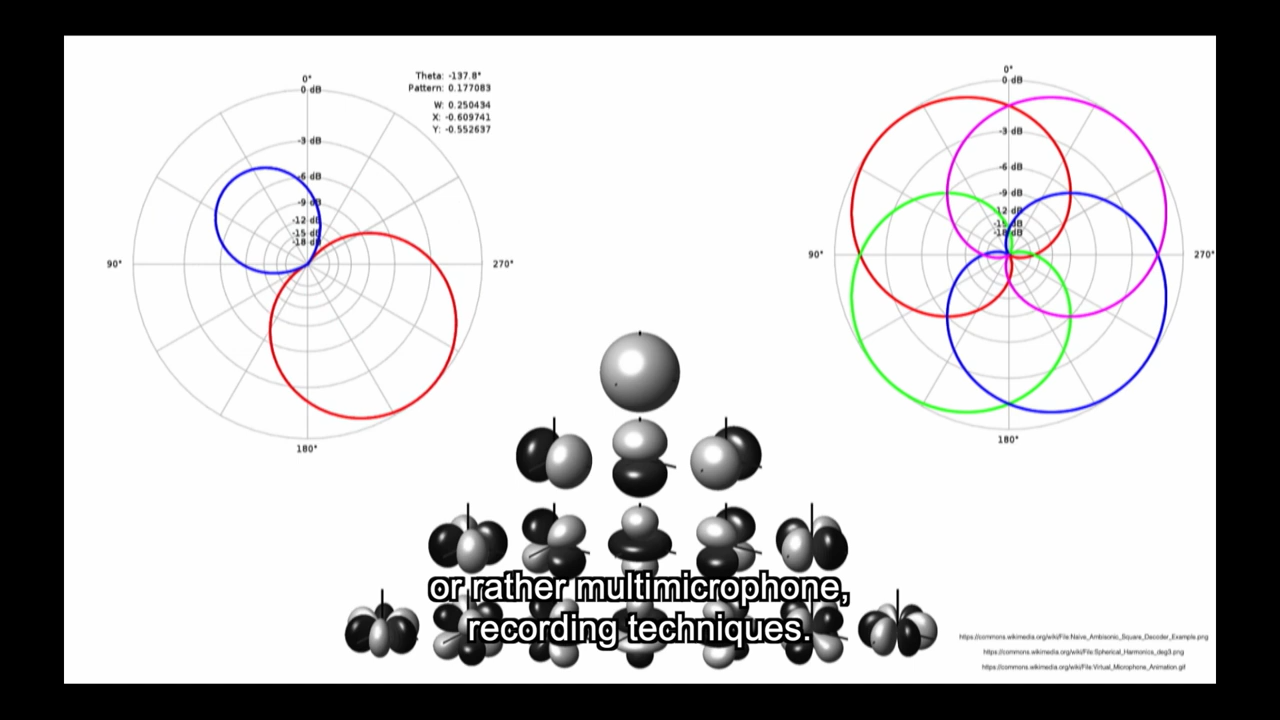 0°
0 dB
-3 dB
-6 dB
-9 dB
-12 dB
-15 dB
-18 dB
90°
270°
180°
Theta: -137.8°
Pattern: 0.177083
W: 0.250434
X: -0.609741
Y: -0.552637
0°
0 dB
-3 dB
-6 dB
-9 dB
12 dB
90°
270°
180°
or rather multimicrophone,
recording techniques.
https://commons.wikimedia.org/wiki/File:Naive_Ambisonic_Square_Decoder_Example.png
https://commons.wikimedia.org/wiki/File:Spherical_Harmonics_deg3.png
https://commons.wikimedia.org/wiki/File:Virtual_Microphone_Animation.gif